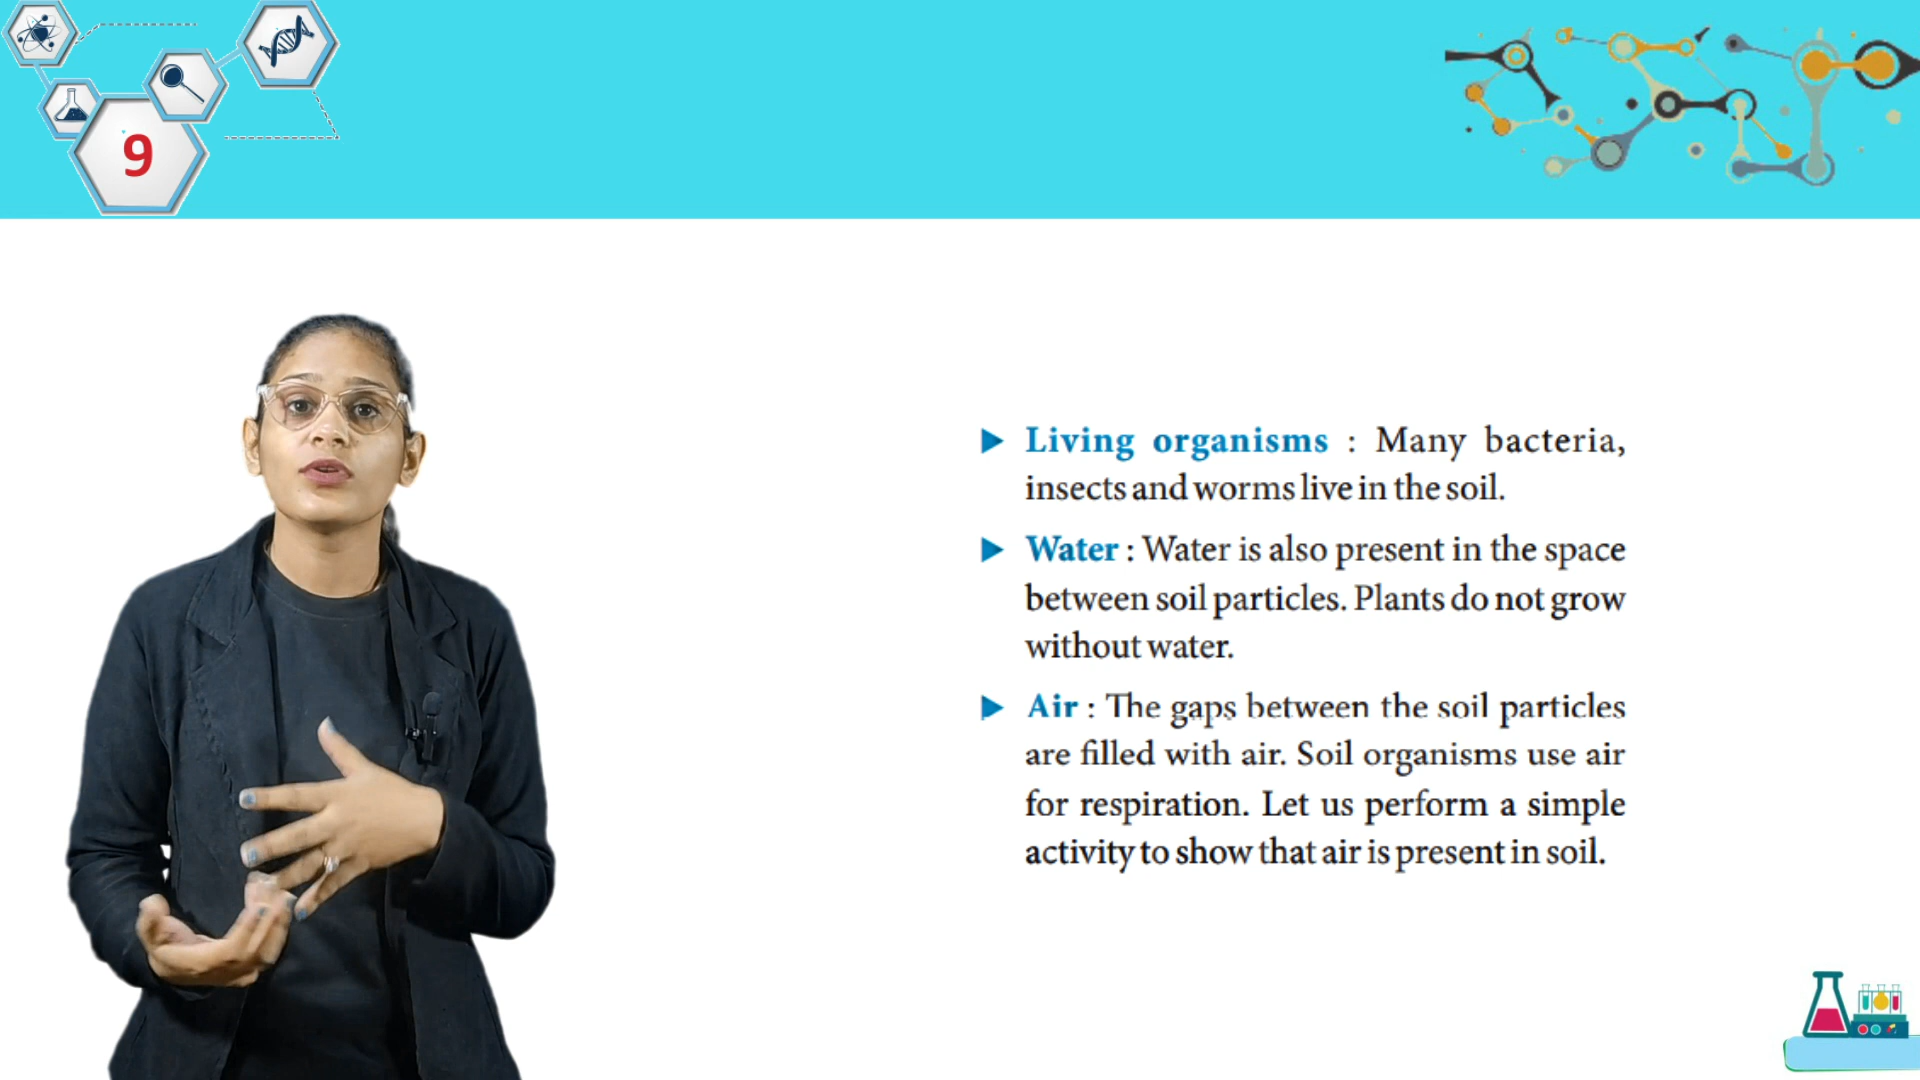 9
▶ Living organisms : Many bacteria,
insects and worms live in the soil.
▶ Water : Water is also present in the space
between soil particles. Plants do not grow
without water.
▶ Air : The gaps between the soil particles
are filled with air. Soil organisms use air
for respiration. Let us perform a simple
activity to show that air is present in soil.